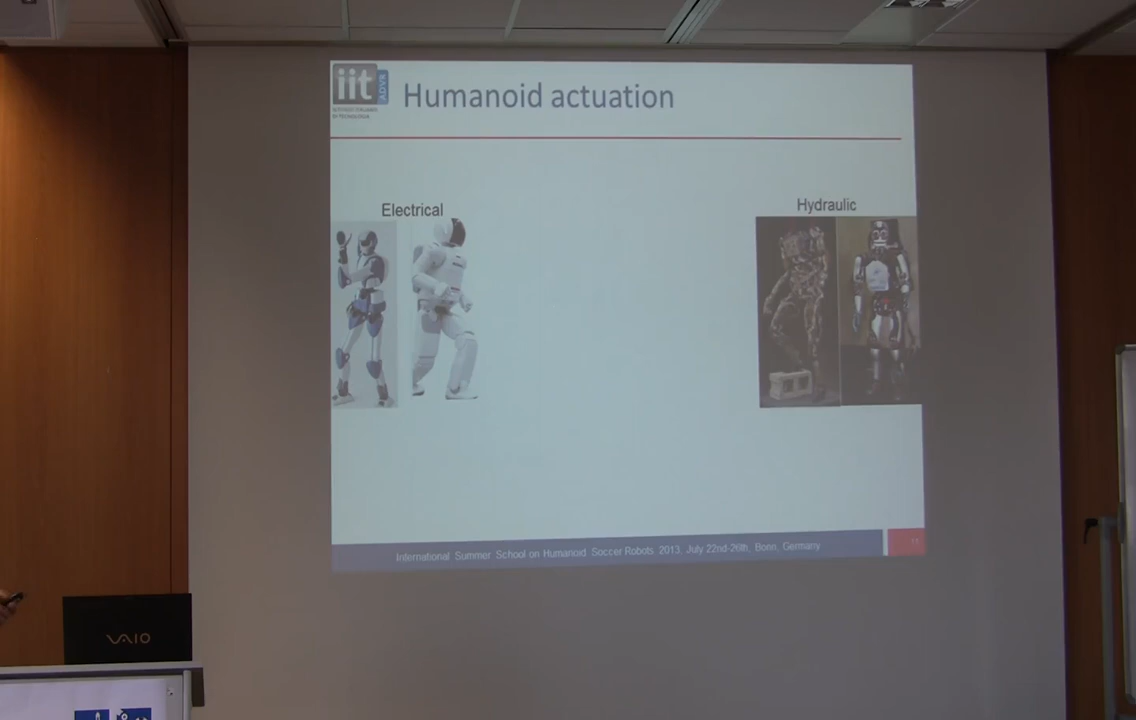 iit
ADVR
Humanoid actuation
Electrical
Hydraulic
International Summer School on Humanoid Soccer Robots 2013, July 22nd-26th, Bonn, Germany
VAIO